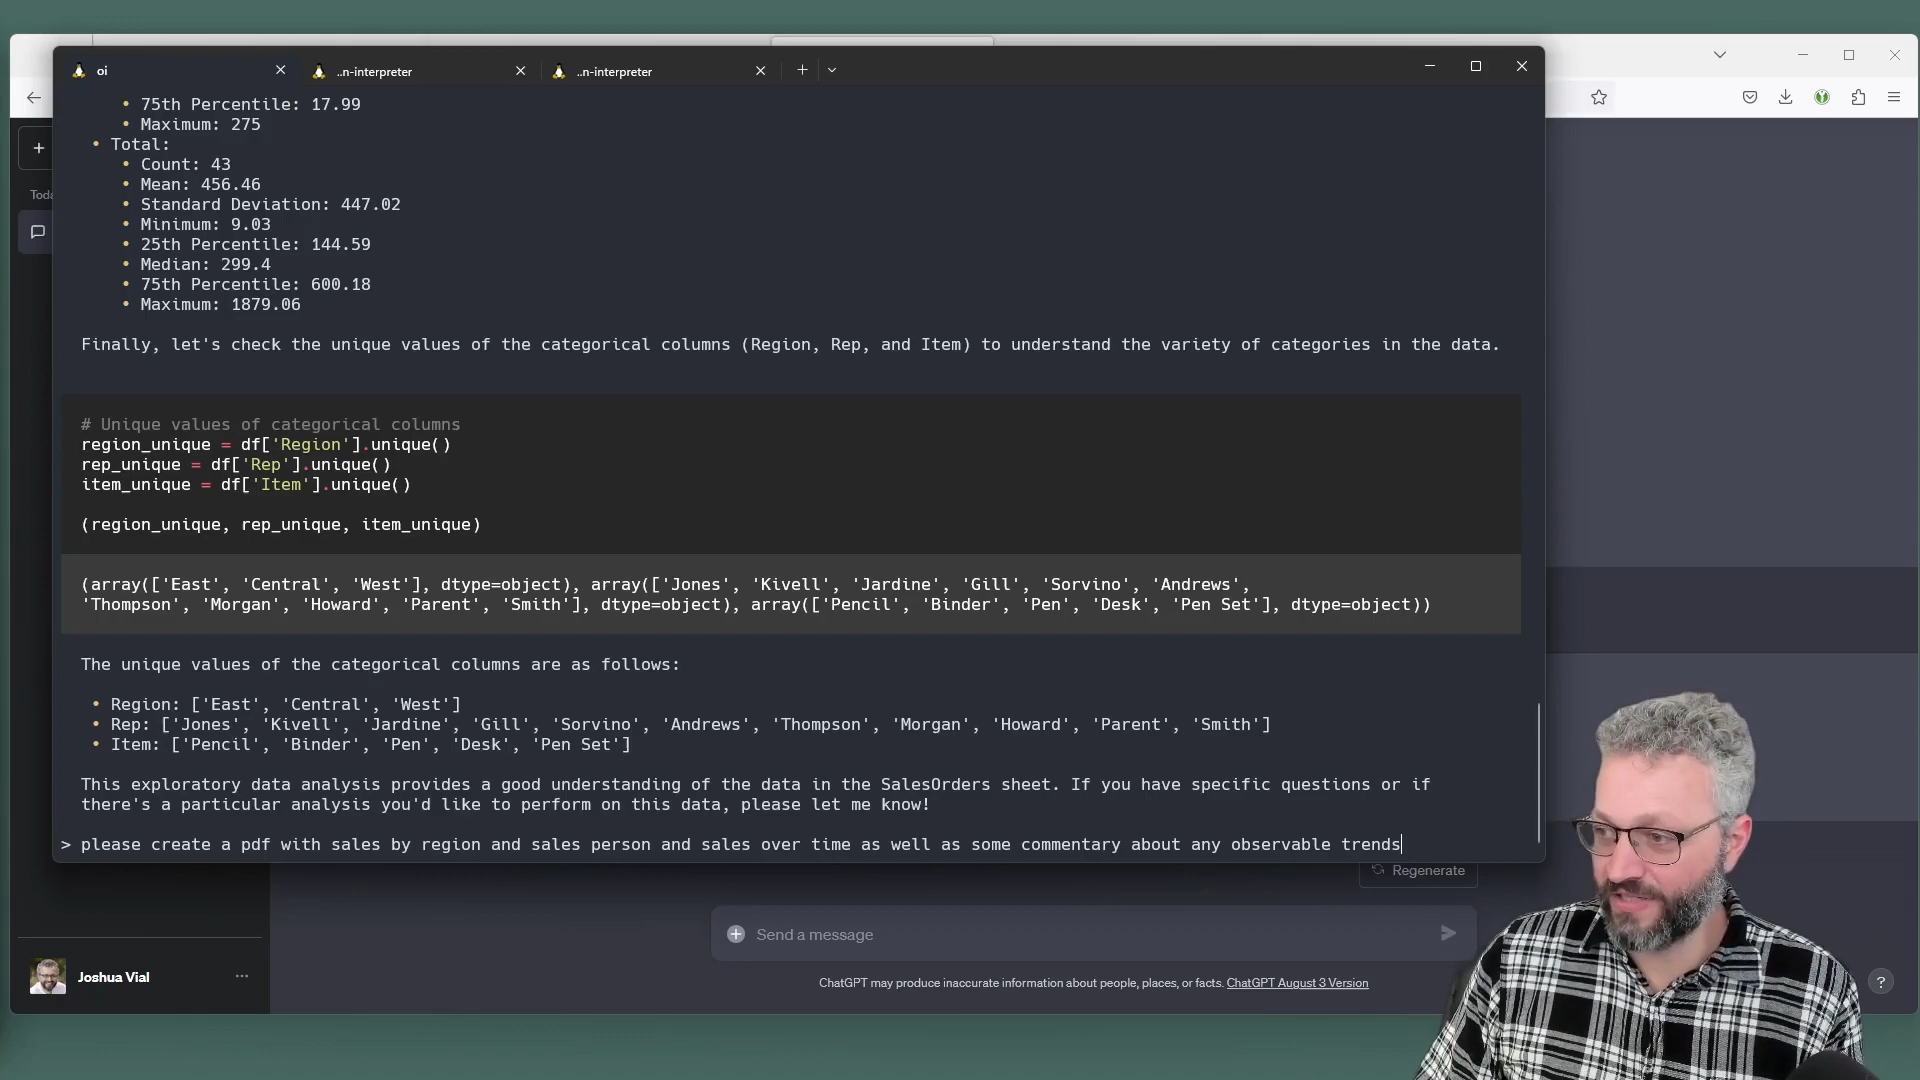 oi
..n-interpreter
..n-interpreter
• 75th Percentile: 17.99
• Maximum: 275
• Total:
• Count: 43
• Mean: 456.46
• Standard Deviation: 447.02
• Minimum: 9.03
• 25th Percentile: 144.59
• Median: 299.4
• 75th Percentile: 600.18
• Maximum: 1879.06
Finally, let's check the unique values of the categorical columns (Region, Rep, and Item) to understand the variety of categories in the data.
# Unique values of categorical columns
region_unique = df['Region'].unique()
rep_unique = df['Rep'].unique()
item_unique = df['Item'].unique()
(region_unique, rep_unique, item_unique)
(array(['East', 'Central', 'West'], dtype=object), array(['Jones', 'Kivell', 'Jardine', 'Gill', 'Sorvino', 'Andrews',
'Thompson', 'Morgan', 'Howard', 'Parent', 'Smith'], dtype=object), array(['Pencil', 'Binder', 'Pen', 'Desk', 'Pen Set'], dtype=object))
The unique values of the categorical columns are as follows:
• Region: ['East', 'Central', 'West']
• Rep: ['Jones', 'Kivell', 'Jardine', 'Gill', 'Sorvino', 'Andrews', 'Thompson', 'Morgan', 'Howard', 'Parent', 'Smith']
• Item: ['Pencil', 'Binder', 'Pen', 'Desk', 'Pen Set']
This exploratory data analysis provides a good understanding of the data in the SalesOrders sheet. If you have specific questions or if
there's a particular analysis you'd like to perform on this data, please let me know!
> please create a pdf with sales by region and sales person and sales over time as well as some commentary about any observable trends
Regenerate
Send a message
ChatGPT may produce inaccurate information about people, places, or facts. ChatGPT August 3 Version
Joshua Vial
?